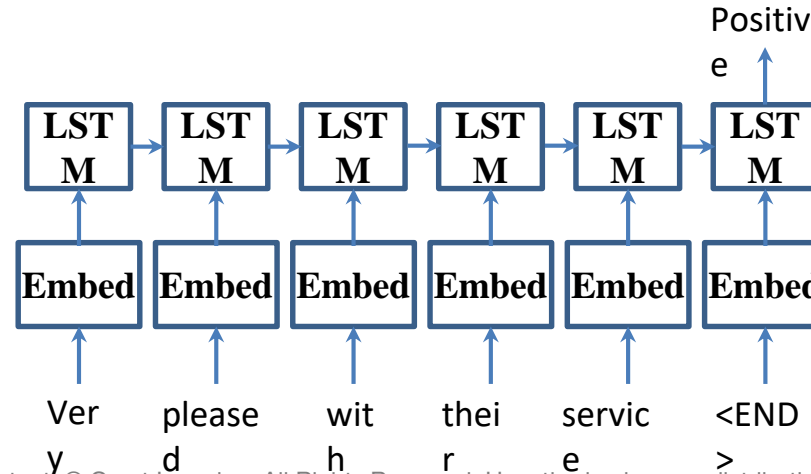 Positiv
e
LST LST LST LST LST LST
M M M M M M
Embed Embed Embed Embed Embed Embed
Ver please wit thei servic <END
y d h r e >